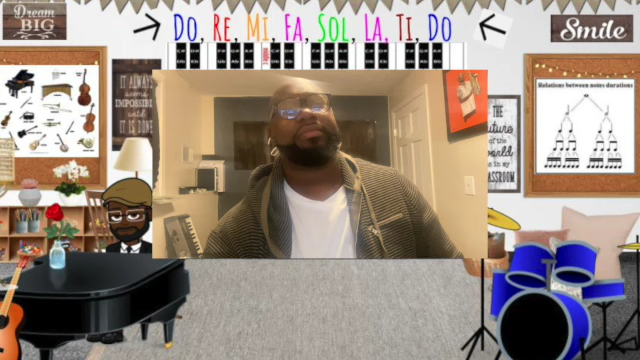 Dream
BIG
Do, Re, Mi, Fa, Sol, La, Ti, Do
Smile
IT ALWAYS
seems
IMPOSSIBLE
until
IT IS DONE
THE
future
of the
world
is in my
CLASSROOM
Relations between notes durations